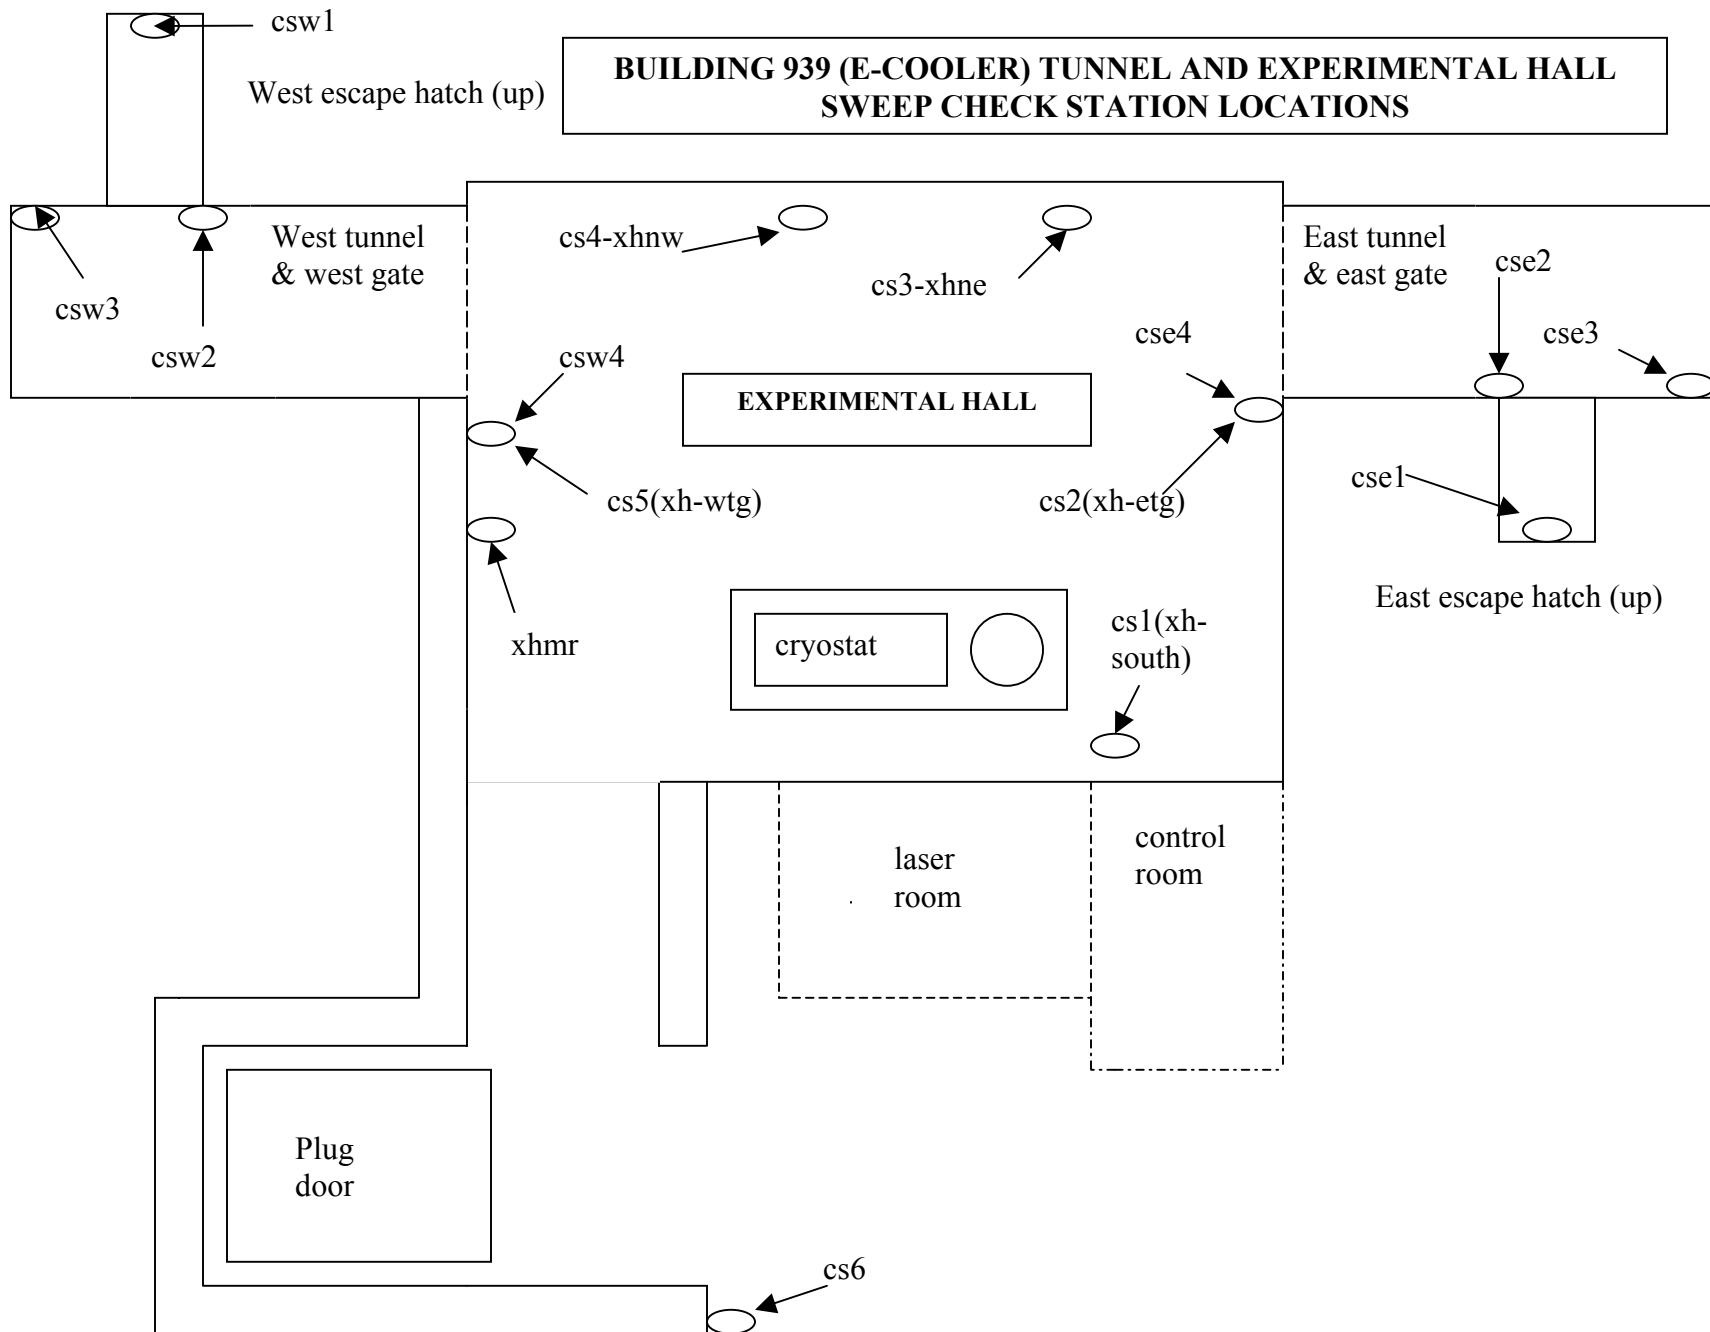 csw1
BUILDING 939 (E-COOLER) TUNNEL AND EXPERIMENTAL HALL
SWEEP CHECK STATION LOCATIONS
West escape hatch (up)
West tunnel
& west gate
cs4-xhnw
cs3-xhne
East tunnel
& east gate
cse2
csw3
csw2
csw4
cse4
cse3
EXPERIMENTAL HALL
cs5(xh-wtg)
cs2(xh-etg)
cse1
East escape hatch (up)
xhmr
cryostat
cs1(xh-
south)
laser
room
control
room
Plug
door
cs6